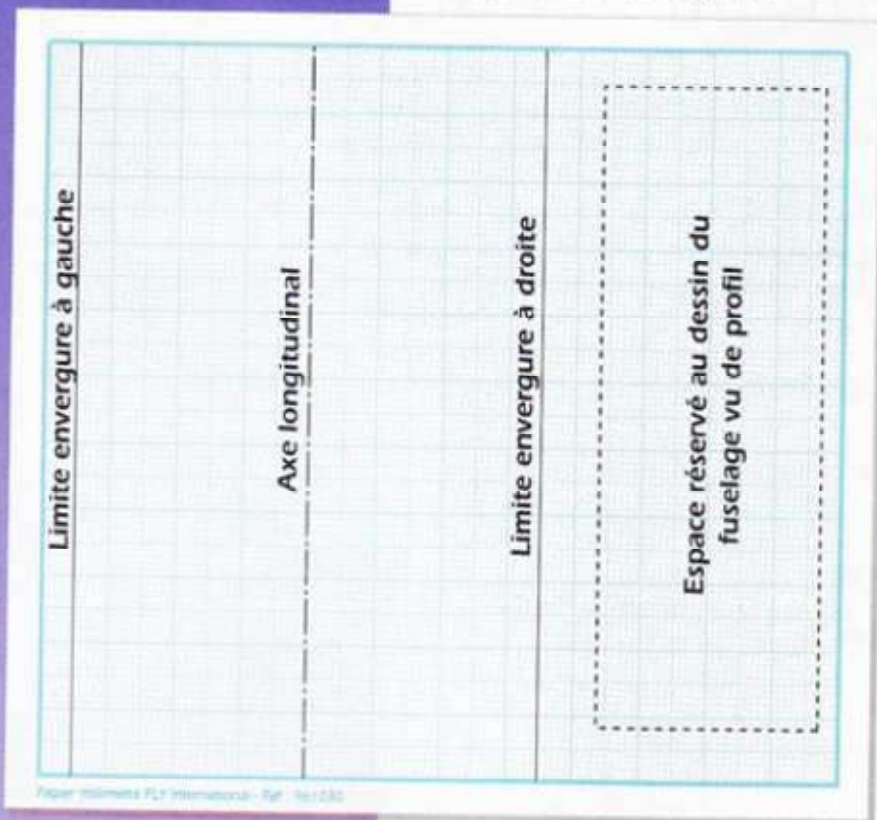 Limite envergure à gauche
Axe longitudinal
Limite envergure à droite
Espace réservé au dessin du
fuselage vu de profil